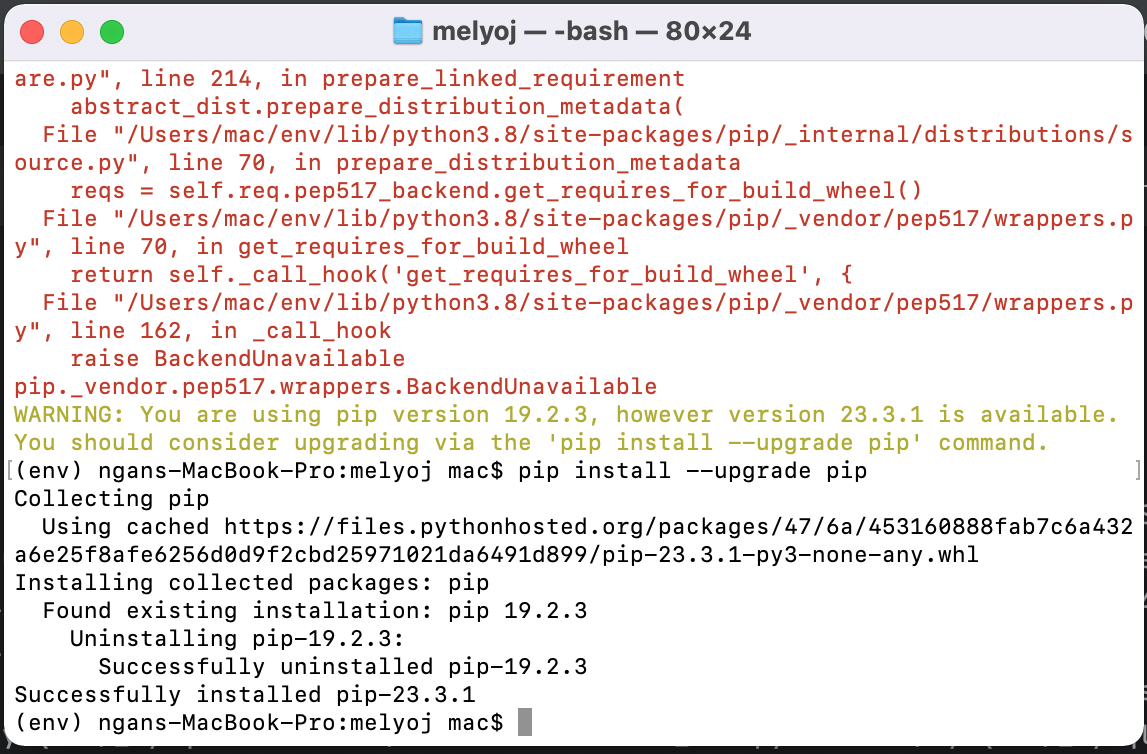 melyoj — -bash — 80×24
are.py", line 214, in prepare_linked_requirement
    abstract_dist.prepare_distribution_metadata(
  File "/Users/mac/env/lib/python3.8/site-packages/pip/_internal/distributions/s
ource.py", line 70, in prepare_distribution_metadata
    reqs = self.req.pep517_backend.get_requires_for_build_wheel()
  File "/Users/mac/env/lib/python3.8/site-packages/pip/_vendor/pep517/wrappers.p
y", line 70, in get_requires_for_build_wheel
    return self._call_hook('get_requires_for_build_wheel', {
  File "/Users/mac/env/lib/python3.8/site-packages/pip/_vendor/pep517/wrappers.p
y", line 162, in _call_hook
    raise BackendUnavailable
pip._vendor.pep517.wrappers.BackendUnavailable
WARNING: You are using pip version 19.2.3, however version 23.3.1 is available.
You should consider upgrading via the 'pip install --upgrade pip' command.
[(env) ngans-MacBook-Pro:melyoj mac$ pip install --upgrade pip ]
Collecting pip
  Using cached https://files.pythonhosted.org/packages/47/6a/453160888fab7c6a432
a6e25f8afe6256d0d9f2cbd25971021da6491d899/pip-23.3.1-py3-none-any.whl
Installing collected packages: pip
  Found existing installation: pip 19.2.3
    Uninstalling pip-19.2.3:
      Successfully uninstalled pip-19.2.3
Successfully installed pip-23.3.1
(env) ngans-MacBook-Pro:melyoj mac$